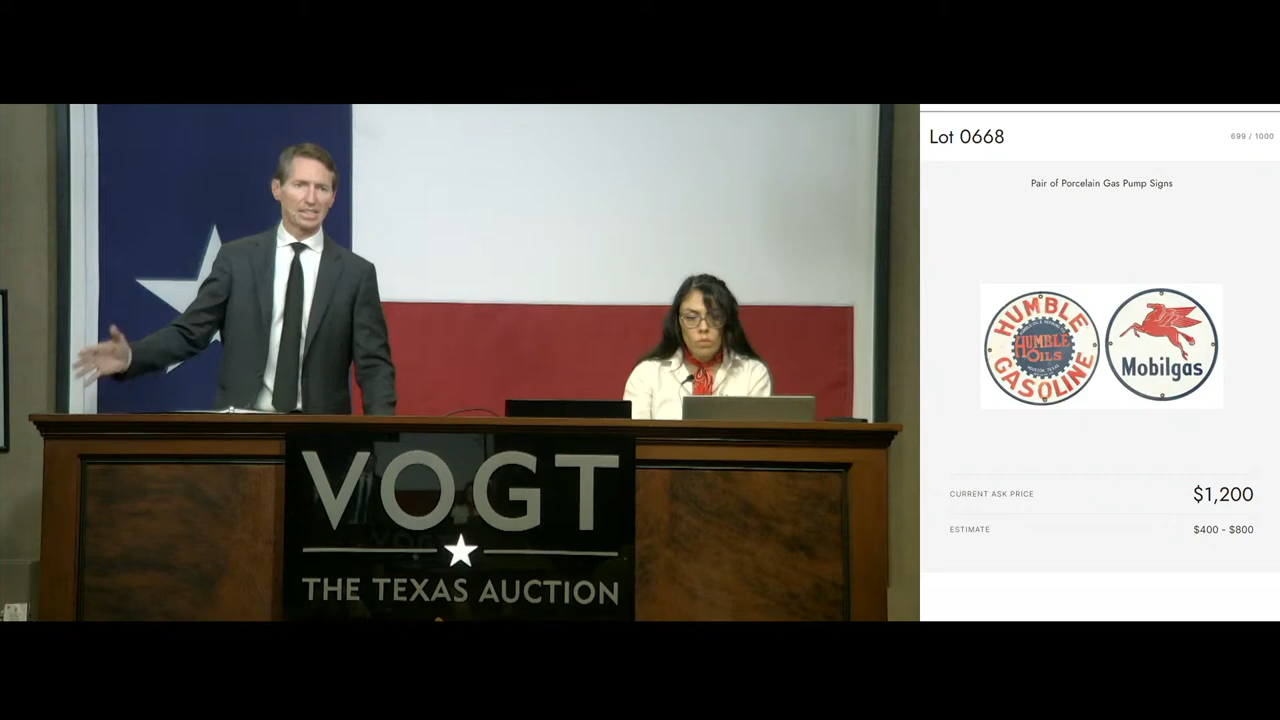 VOGT
THE TEXAS AUCTION
Lot 0668
699 / 1000
Pair of Porcelain Gas Pump Signs
HUMBLE
HUMBLE
OILS
GASOLINE
Mobilgas
CURRENT ASK PRICE
$1,200
ESTIMATE
$400 - $800